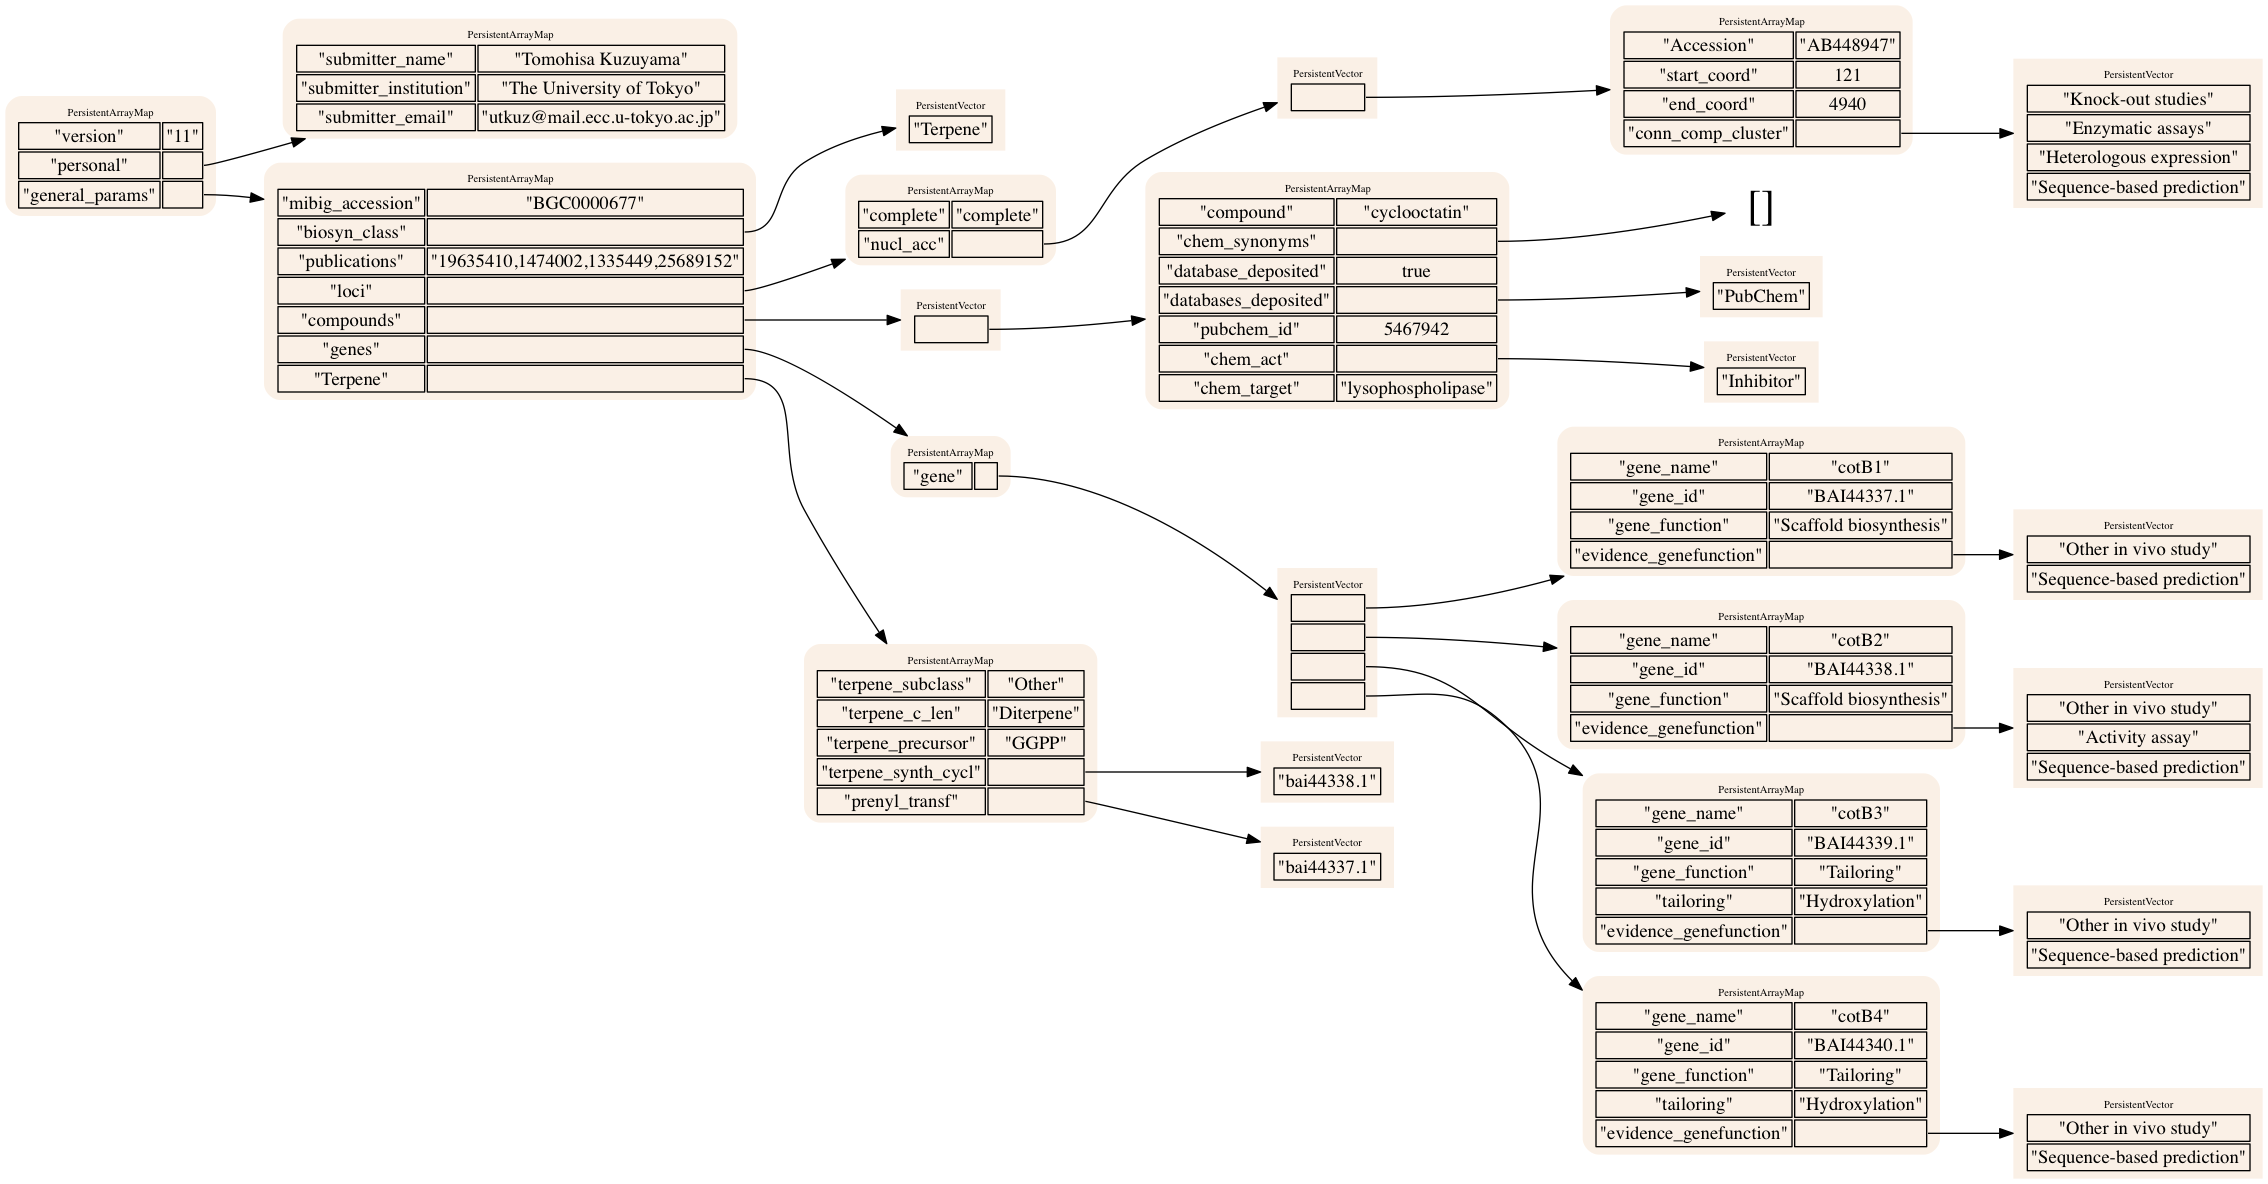 PersistentArrayMap
"version" "11"
"personal"
"general_params"
PersistentArrayMap
"submitter_name" "Tomohisa Kuzuyama"
"submitter_institution" "The University of Tokyo"
"submitter_email" "utkuz@mail.ecc.u-tokyo.ac.jp"
PersistentArrayMap
"mibig_accession" "BGC0000677"
"biosyn_class"
"publications" "19635410,1474002,1335449,25689152"
"loci"
"compounds"
"genes"
"Terpene"
PersistentVector
"Terpene"
PersistentArrayMap
"complete" "complete"
"nucl_acc"
PersistentVector
PersistentArrayMap
"gene"
PersistentArrayMap
"terpene_subclass" "Other"
"terpene_c_len" "Diterpene"
"terpene_precursor" "GGPP"
"terpene_synth_cycl"
"prenyl_transf"
PersistentVector
PersistentArrayMap
"compound" "cyclooctatin"
"chem_synonyms"
"database_deposited" true
"databases_deposited"
"pubchem_id" 5467942
"chem_act"
"chem_target" "lysophospholipase"
PersistentVector
PersistentVector
"bai44338.1"
PersistentVector
"bai44337.1"
PersistentArrayMap
"Accession" "AB448947"
"start_coord" 121
"end_coord" 4940
"conn_comp_cluster"
[]
PersistentVector
"PubChem"
PersistentVector
"Inhibitor"
PersistentArrayMap
"gene_name" "cotB1"
"gene_id" "BAI44337.1"
"gene_function" "Scaffold biosynthesis"
"evidence_genefunction"
PersistentArrayMap
"gene_name" "cotB2"
"gene_id" "BAI44338.1"
"gene_function" "Scaffold biosynthesis"
"evidence_genefunction"
PersistentArrayMap
"gene_name" "cotB3"
"gene_id" "BAI44339.1"
"gene_function" "Tailoring"
"tailoring" "Hydroxylation"
"evidence_genefunction"
PersistentArrayMap
"gene_name" "cotB4"
"gene_id" "BAI44340.1"
"gene_function" "Tailoring"
"tailoring" "Hydroxylation"
"evidence_genefunction"
PersistentVector
"Knock-out studies"
"Enzymatic assays"
"Heterologous expression"
"Sequence-based prediction"
PersistentVector
"Other in vivo study"
"Sequence-based prediction"
PersistentVector
"Other in vivo study"
"Activity assay"
"Sequence-based prediction"
PersistentVector
"Other in vivo study"
"Sequence-based prediction"
PersistentVector
"Other in vivo study"
"Sequence-based prediction"